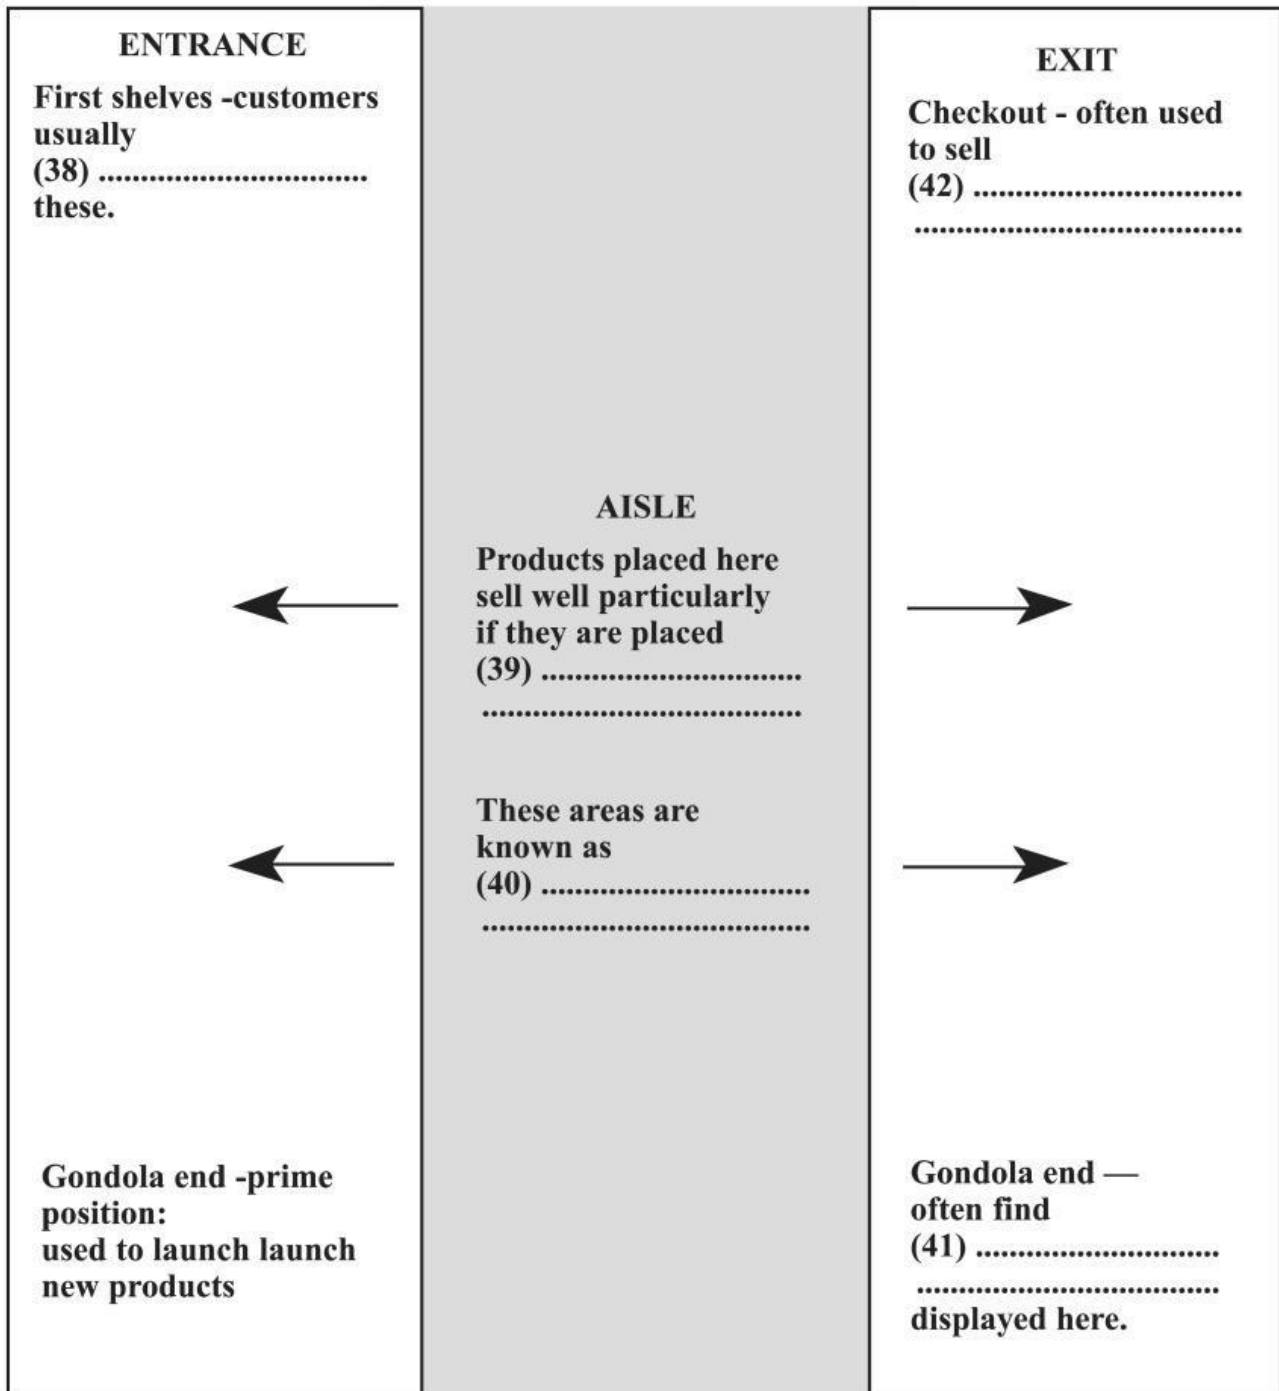 ENTRANCE
First shelves -customers
usually
(38) ................................
these.
Gondola end -prime
position:
used to launch launch
new products
AISLE
Products placed here
sell well particularly
if they are placed
(39) ...............................
......................................
These areas are
known as
(40) ................................
.......................................
EXIT
Checkout - often used
to sell
(42) ................................
.......................................
Gondola end —
often find
(41) .............................
....................................
displayed here.